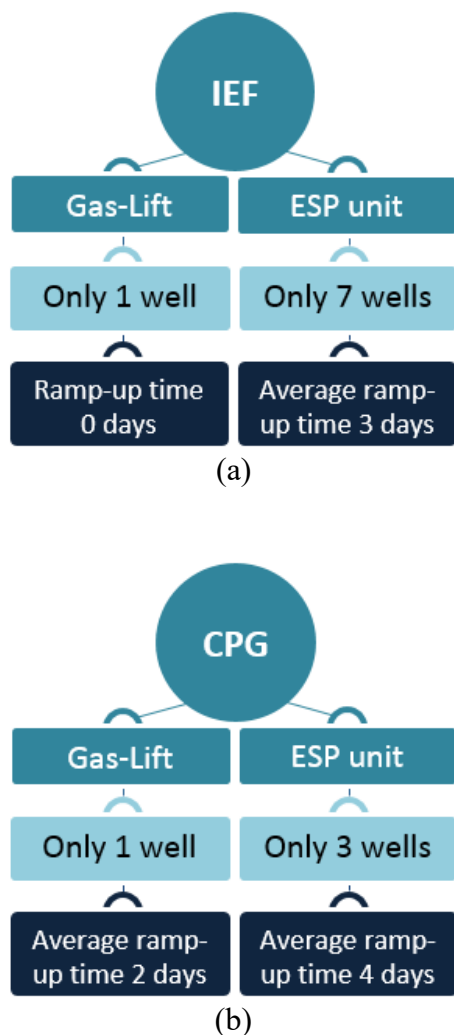 IEF
Gas-Lift
ESP unit
Only 1 well
Only 7 wells
Ramp-up time
0 days
Average ramp-
up time 3 days
(a)
CPG
Gas-Lift
ESP unit
Only 1 well
Only 3 wells
Average ramp-
up time 2 days
Average ramp-
up time 4 days
(b)